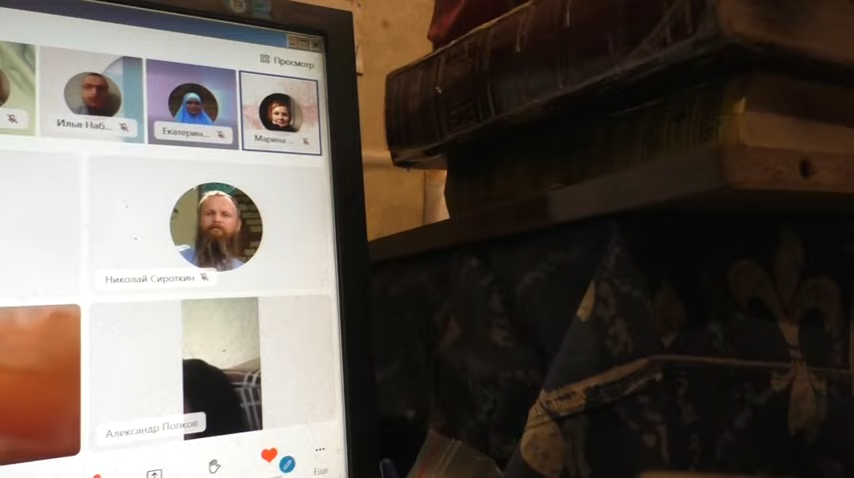 Просмотр
Илья Наб...
Екатерин...
Марина ...
Николай Сироткин
Александр Попков
Еще